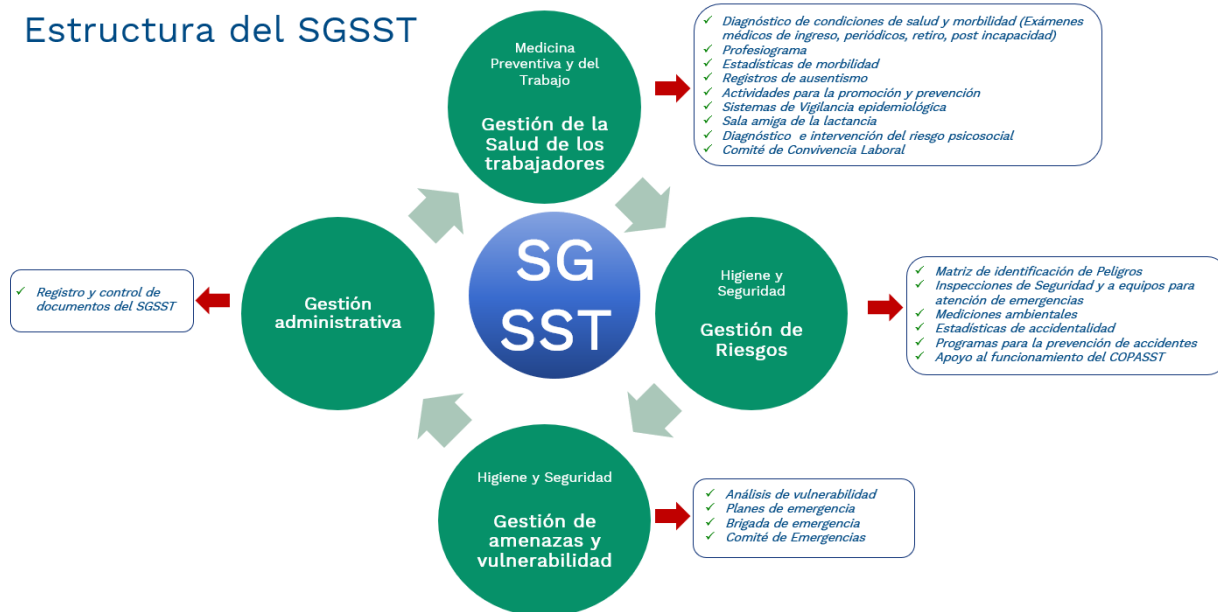 Estructura del SGSST
Medicina
Preventiva y del
Trabajo
Gestión de la
Salud de los
trabajadores
✓ Diagnóstico de condiciones de salud y morbilidad (Exámenes
médicos de ingreso, periódicos, retiro, post incapacidad)
✓ Profesiograma
✓ Estadísticas de morbilidad
✓ Registros de ausentismo
✓ Actividades para la promoción y prevención
✓ Sistemas de Vigilancia epidemiológica
✓ Sala amiga de la lactancia
✓ Diagnóstico e intervención del riesgo psicosocial
✓ Comité de Convivencia Laboral
SG
SST
Higiene y
Seguridad
Gestión de
Riesgos
✓ Matriz de identificación de Peligros
✓ Inspecciones de Seguridad y a equipos para
atención de emergencias
✓ Mediciones ambientales
✓ Estadísticas de accidentalidad
✓ Programas para la prevención de accidentes
✓ Apoyo al funcionamiento del COPASST
Higiene y Seguridad
Gestión de
amenazas y
vulnerabilidad
✓ Análisis de vulnerabilidad
✓ Planes de emergencia
✓ Brigada de emergencia
✓ Comité de Emergencias
Gestión
administrativa
✓ Registro y control de
documentos del SGSST